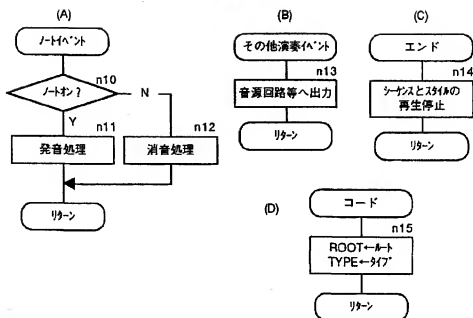 (A)
ﾉｰﾄｲﾍﾞﾝﾄ
n10
ﾉｰﾄｵﾝ?
N
Y
n11
n12
発音処理
消音処理
ﾘﾀｰﾝ
(B)
その他演奏ｲﾍﾞﾝﾄ
n13
音源回路等へ出力
ﾘﾀｰﾝ
(C)
エンド
n14
ｼｰｹﾝｽとｽﾀｲﾙの
再生停止
ﾘﾀｰﾝ
(D)
コード
n15
ROOT←ﾙｰﾄ
TYPE←ﾀｲﾌﾟ
ﾘﾀｰﾝ